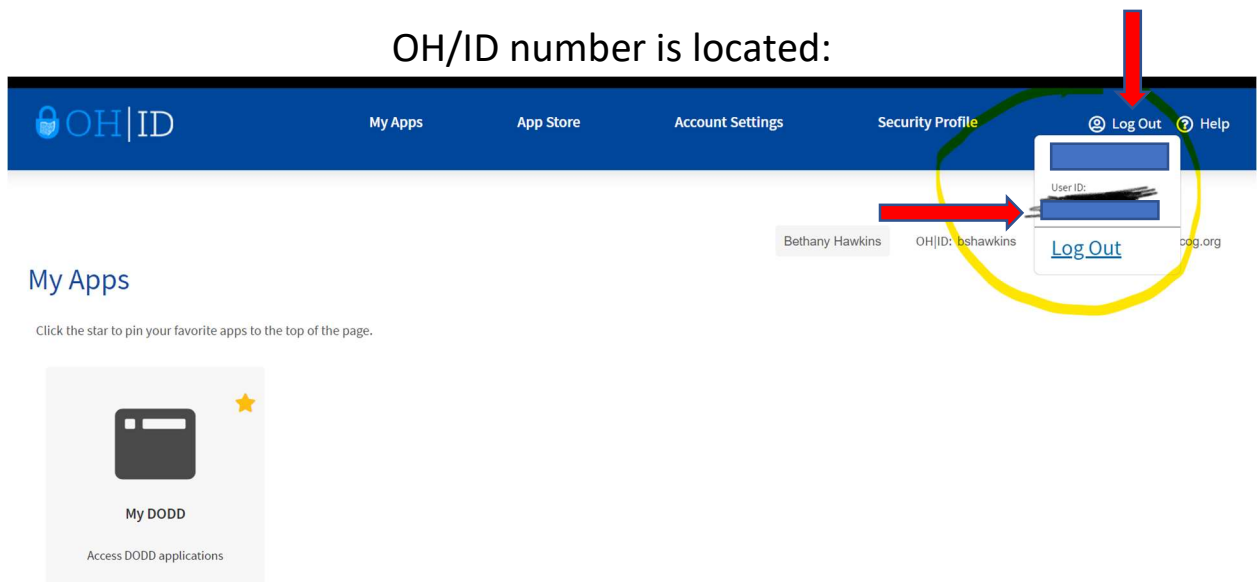 OH/ID number is located:
OH|ID My Apps App Store Account Settings Security Profile Log Out Help
User ID:
Bethany Hawkins OH|ID: bshawkins cog.org
Log Out
My Apps
Click the star to pin your favorite apps to the top of the page.
My DODD
Access DODD applications